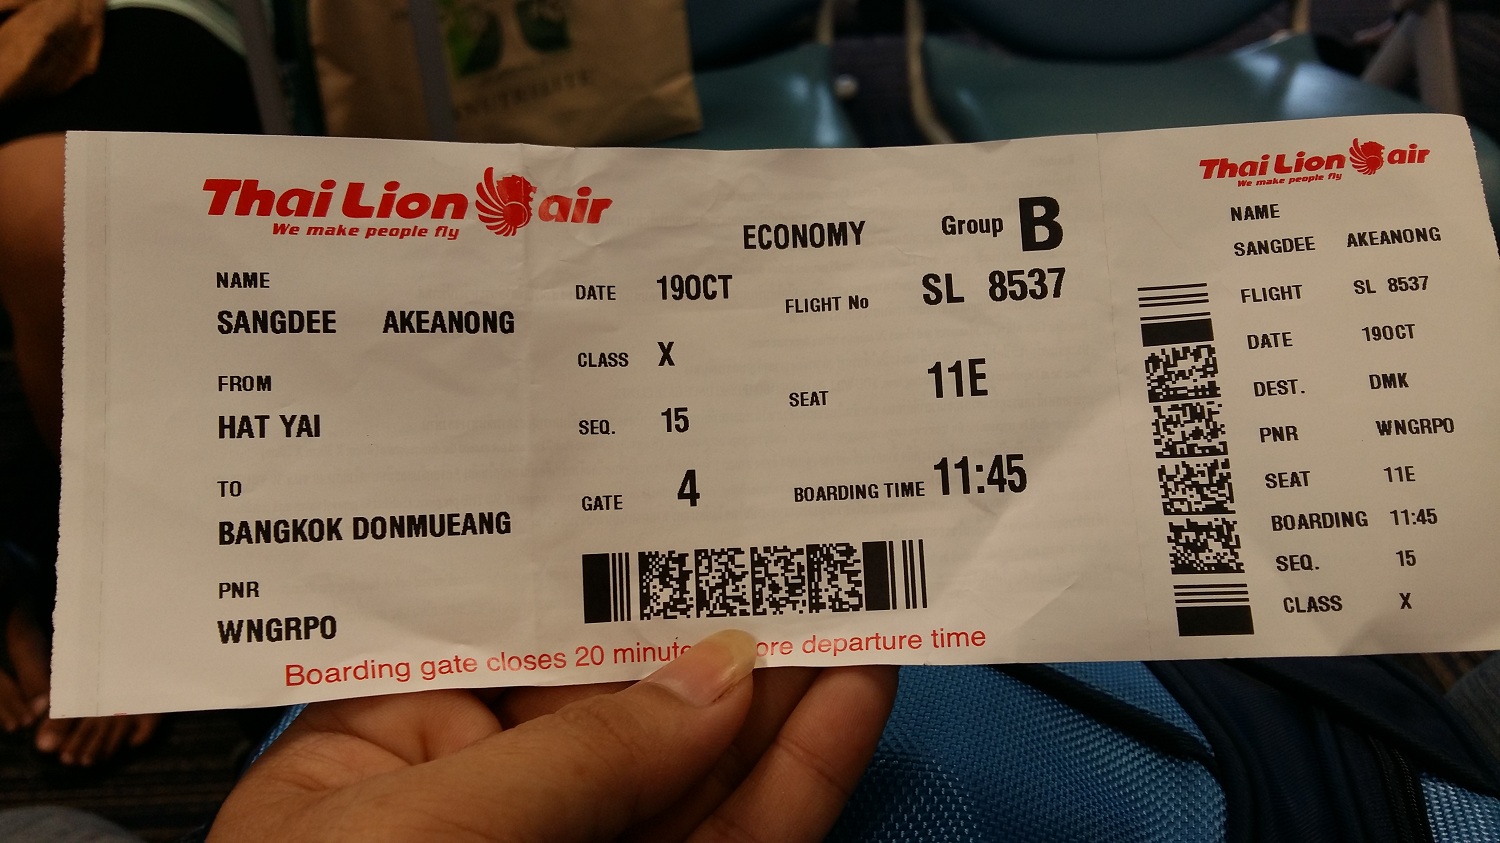 Thai Lion air
We make people fly
ECONOMY Group B
NAME
SANGDEE AKEANONG
DATE 19OCT FLIGHT No SL 8537
FROM
HAT YAI
CLASS X SEAT 11E
SEQ. 15
TO
BANGKOK DONMUEANG
GATE 4 BOARDING TIME 11:45
PNR
WNGRPO
Boarding gate closes 20 departure time
Thai Lion air
We make people fly
NAME
SANGDEE AKEANONG
FLIGHT SL 8537
DATE 19OCT
DEST. DMK
PNR WNGRPO
SEAT 11E
BOARDING 11:45
SEQ. 15
CLASS X